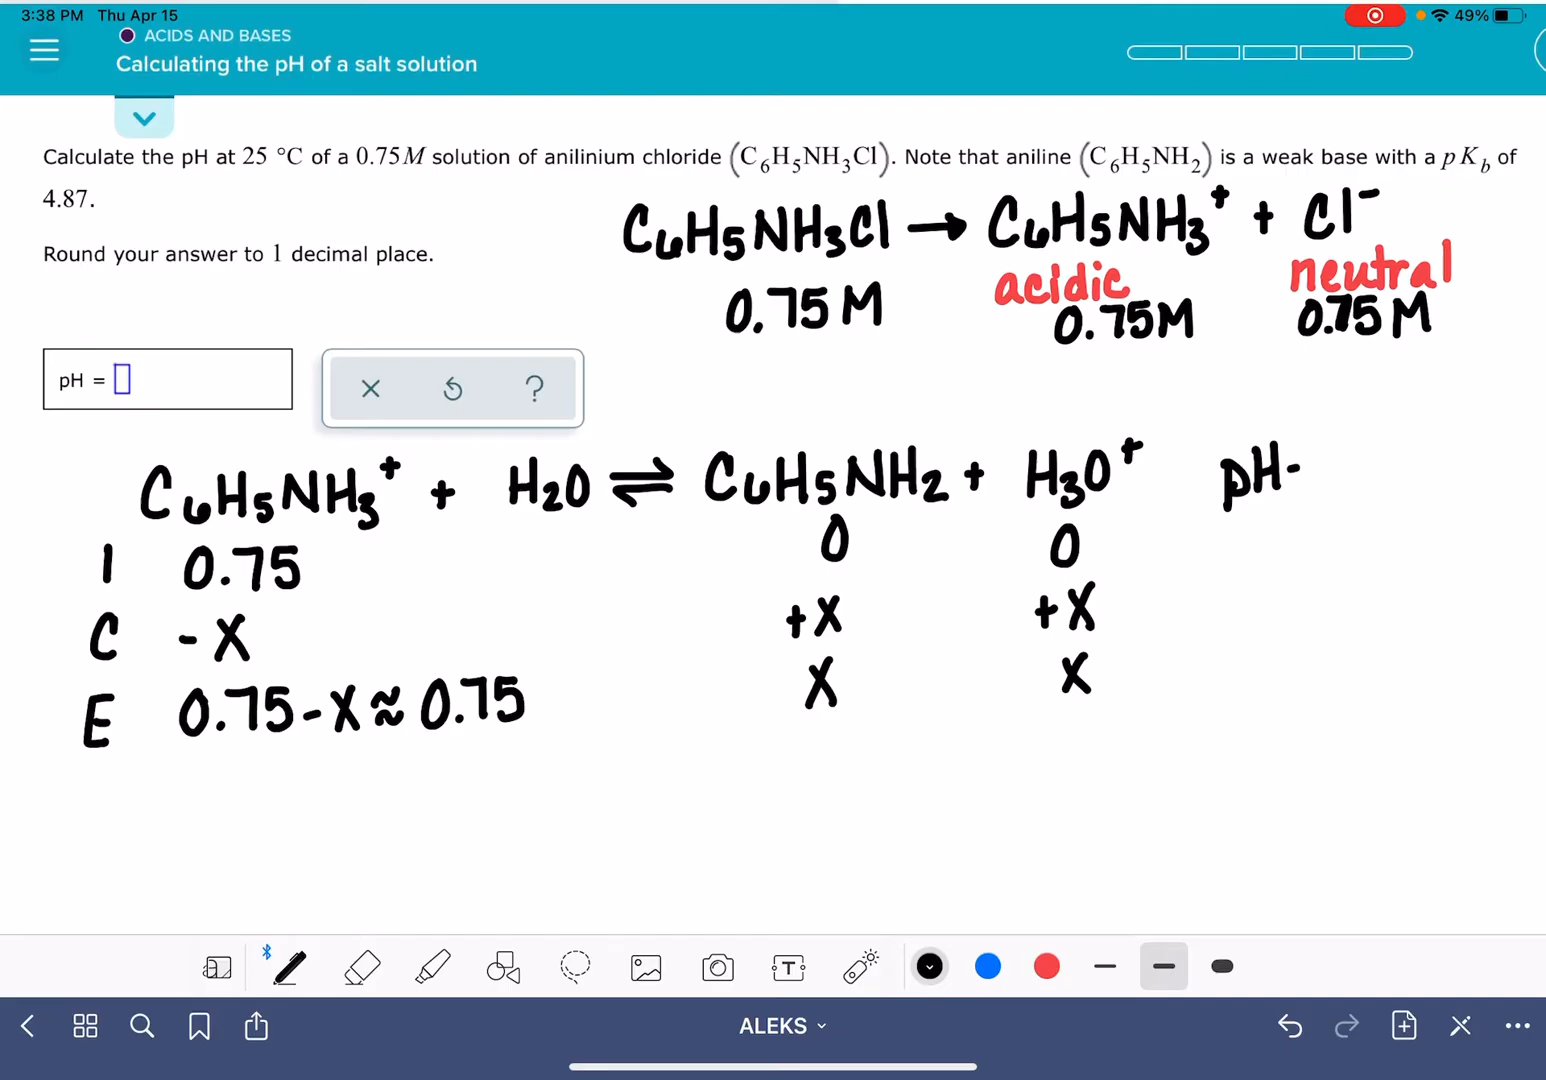 3:38 PM Thu Apr 15
49%
ACIDS AND BASES
Calculating the pH of a salt solution
Calculate the pH at 25 °C of a 0.75M solution of anilinium chloride (C₆H₅NH₃Cl). Note that aniline (C₆H₅NH₂) is a weak base with a pK_b of
4.87.
C₆H₅NH₃Cl → C₆H₅NH₃⁺ + Cl⁻
Round your answer to 1 decimal place.
acidic neutral
0.75M 0.75M 0.75M
pH =
× ?
C₆H₅NH₃⁺ + H₂O ⇌ C₆H₅NH₂ + H₃O⁺ pH-
I 0.75 0 0
C -X +X +X
E 0.75-X≈0.75 X X
a
T
ALEKS